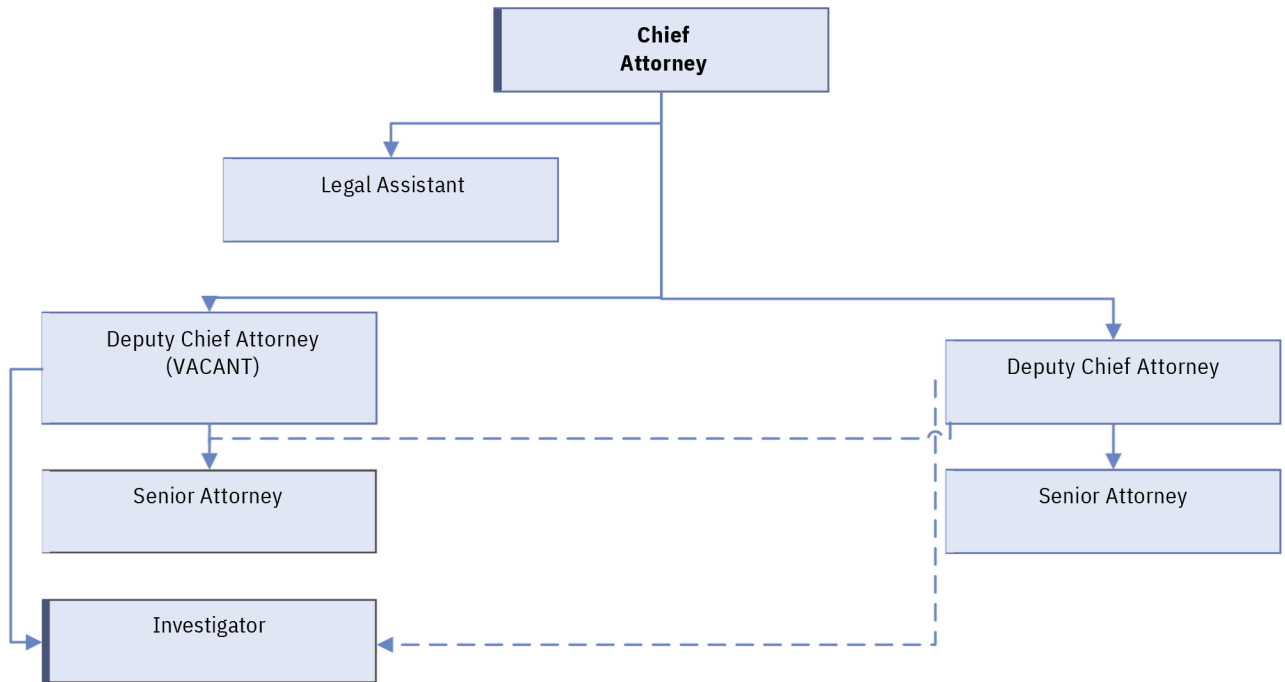 Chief
Attorney
Legal Assistant
Deputy Chief Attorney
(VACANT)
Deputy Chief Attorney
Senior Attorney
Senior Attorney
Investigator